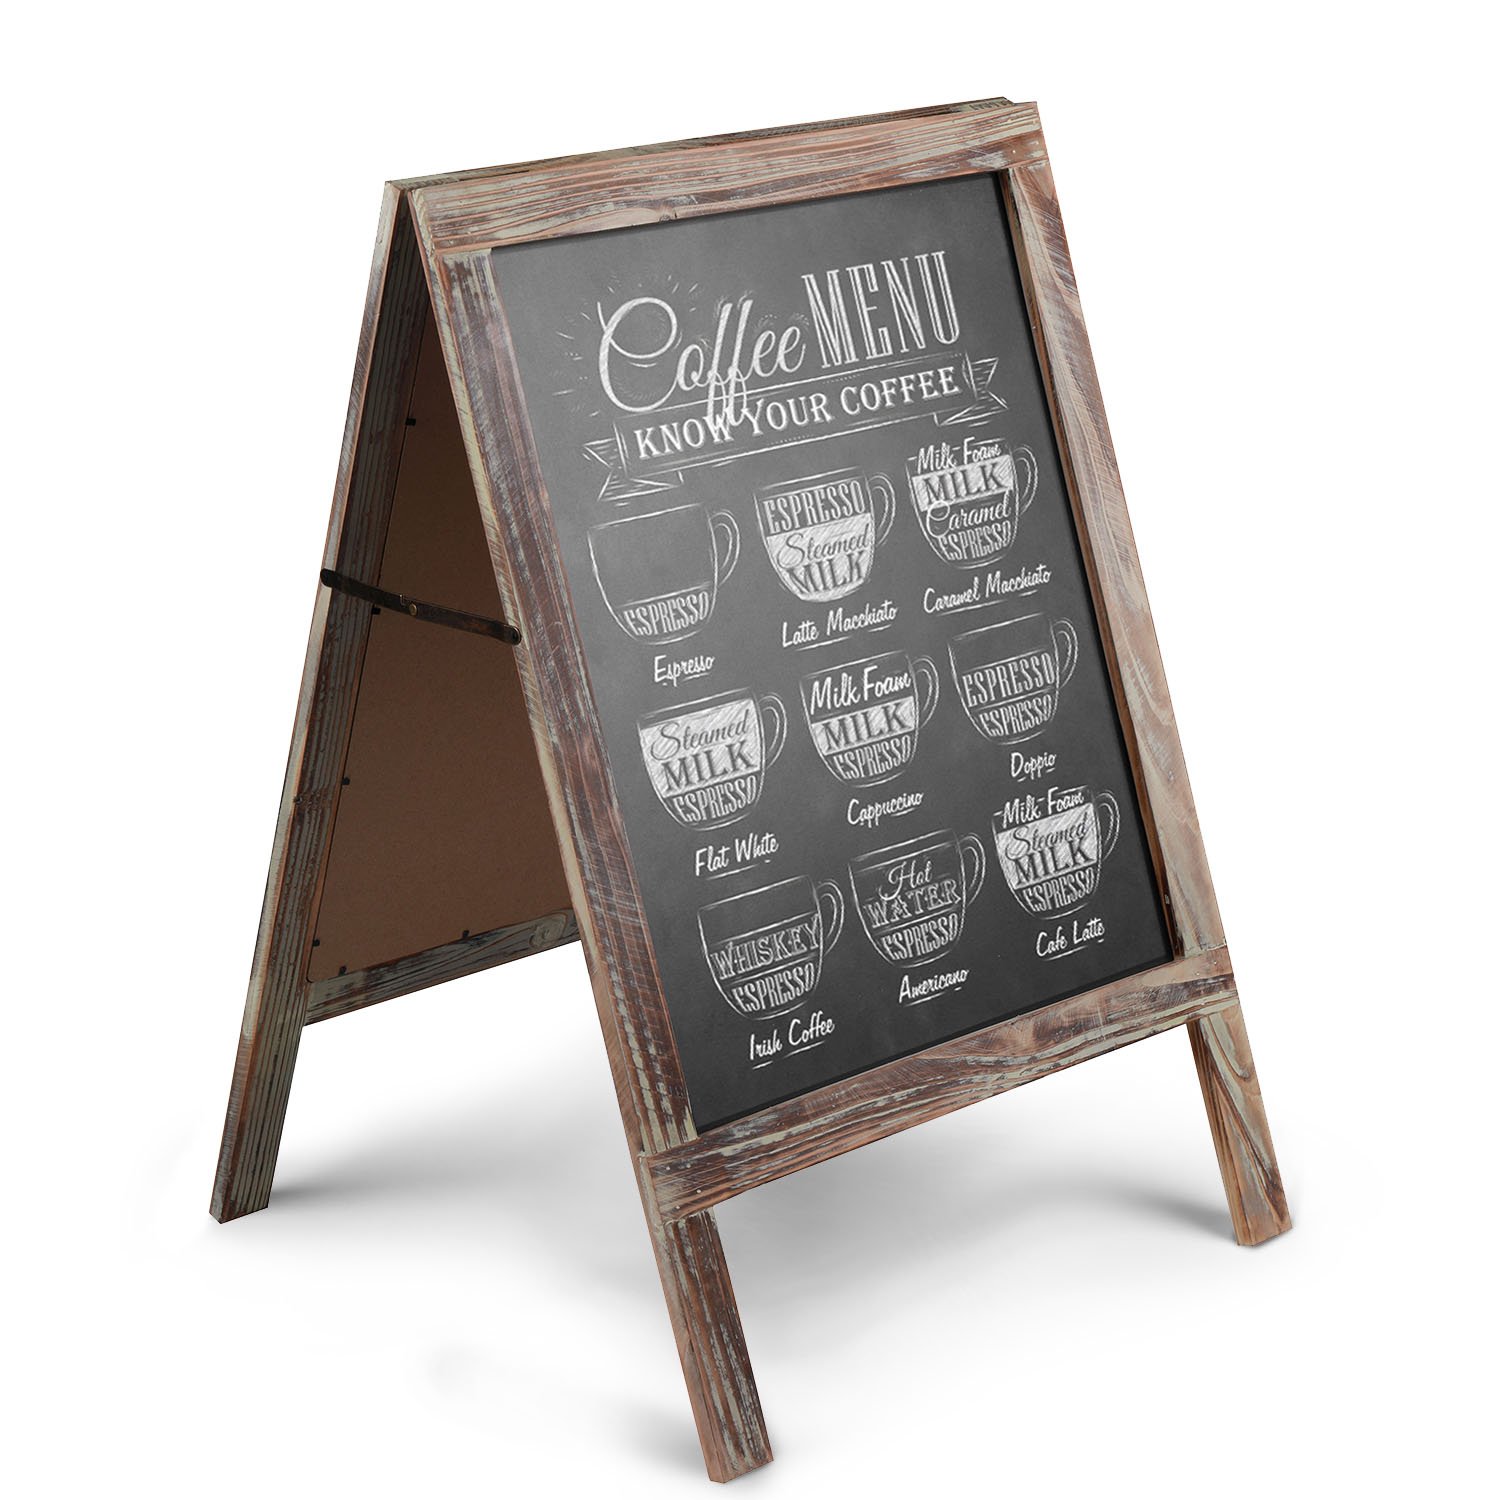 Coffee MENU
KNOW YOUR COFFEE
ESPRESSO
Espresso
ESPRESSO
Steamed
MILK
Latte Macchiato
Milk Foam
MILK
Caramel
ESPRESSO
Caramel Macchiato
Steamed
MILK
ESPRESSO
Flat White
Milk Foam
MILK
ESPRESSO
Cappuccino
ESPRESSO
ESPRESSO
Doppio
WHISKEY
ESPRESSO
Irish Coffee
Hot
WATER
ESPRESSO
Americano
Milk Foam
Steamed
MILK
ESPRESSO
Cafe Latte